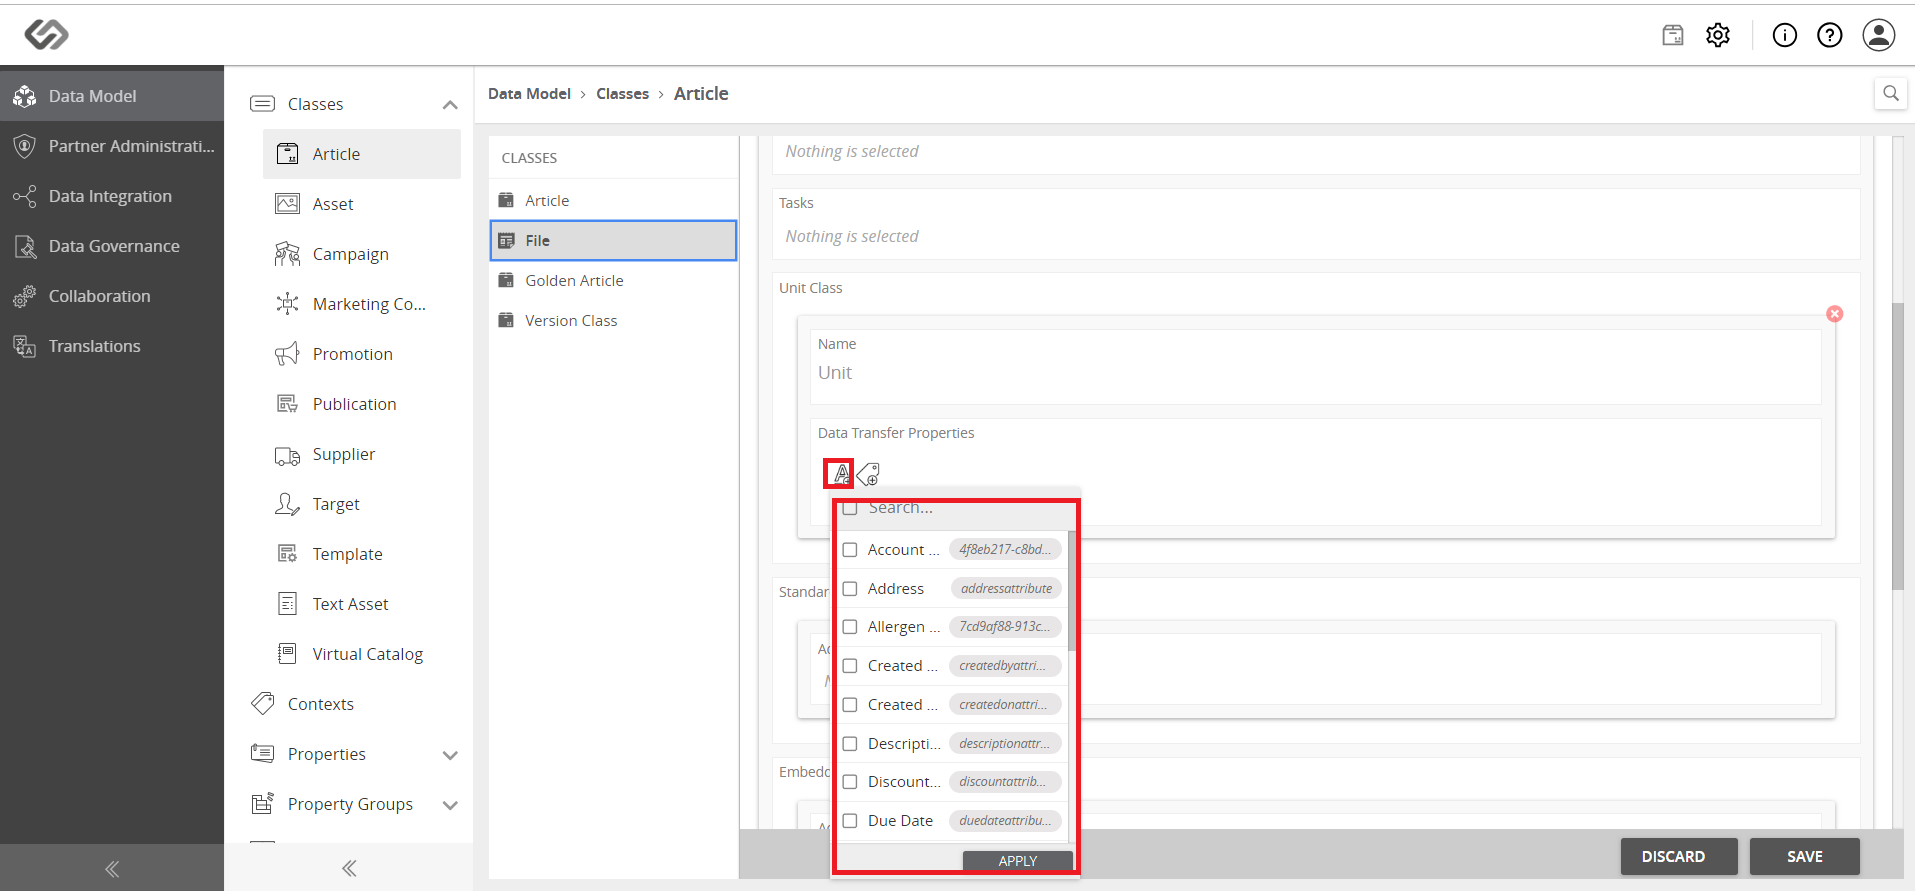 Data Model
Partner Administrati...
Data Integration
Data Governance
Collaboration
Translations
Classes
Article
Asset
Campaign
Marketing Co...
Promotion
Publication
Supplier
Target
Template
Text Asset
Virtual Catalog
Contexts
Properties
Property Groups
Data Model › Classes › Article
CLASSES
Article
File
Golden Article
Version Class
Nothing is selected
Tasks
Nothing is selected
Unit Class
Name
Unit
Data Transfer Properties
Search...
Account ... 4f8eb217-c8bd...
Address addressattribute
Allergen ... 7cd9af88-913c...
Created ... createdbyattri...
Created ... createdonattri...
Descripti... descriptionattr...
Discount... discountattrib...
Due Date duedateattribu...
APPLY
Standar
Embedd
DISCARD
SAVE